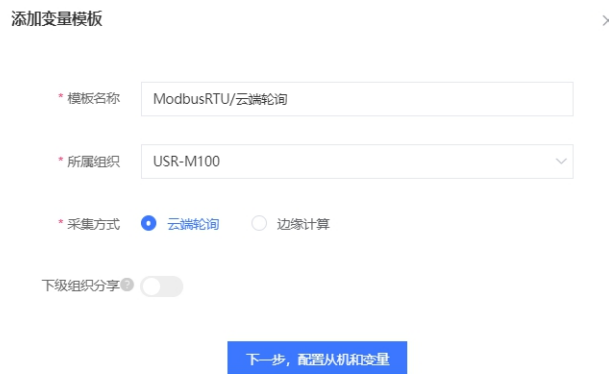 添加变量模板
* 模板名称 ModbusRTU/云端轮询
* 所属组织 USR-M100
* 采集方式 云端轮询 边缘计算
下级组织分享?
下一步，配置从机和变量